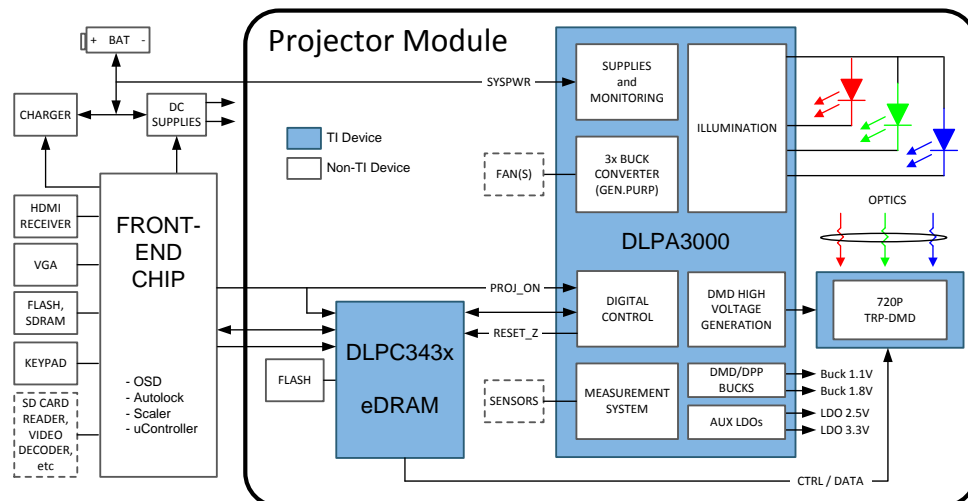 Projector Module
+ BAT -
CHARGER
DC
SUPPLIES
SYSPWR
SUPPLIES
and
MONITORING
ILLUMINATION
TI Device
Non-TI Device
FAN(S)
3x BUCK
CONVERTER
(GEN.PURP)
HDMI
RECEIVER
VGA
FLASH,
SDRAM
KEYPAD
SD CARD
READER,
VIDEO
DECODER,
etc
FRONT-
END
CHIP
- OSD
- Autolock
- Scaler
- uController
DLPA3000
OPTICS
PROJ_ON
RESET_Z
DIGITAL
CONTROL
DMD HIGH
VOLTAGE
GENERATION
720P
TRP-DMD
DLPC343x
eDRAM
FLASH
SENSORS
MEASUREMENT
SYSTEM
DMD/DPP
BUCKS
AUX LDOs
Buck 1.1V
Buck 1.8V
LDO 2.5V
LDO 3.3V
CTRL / DATA